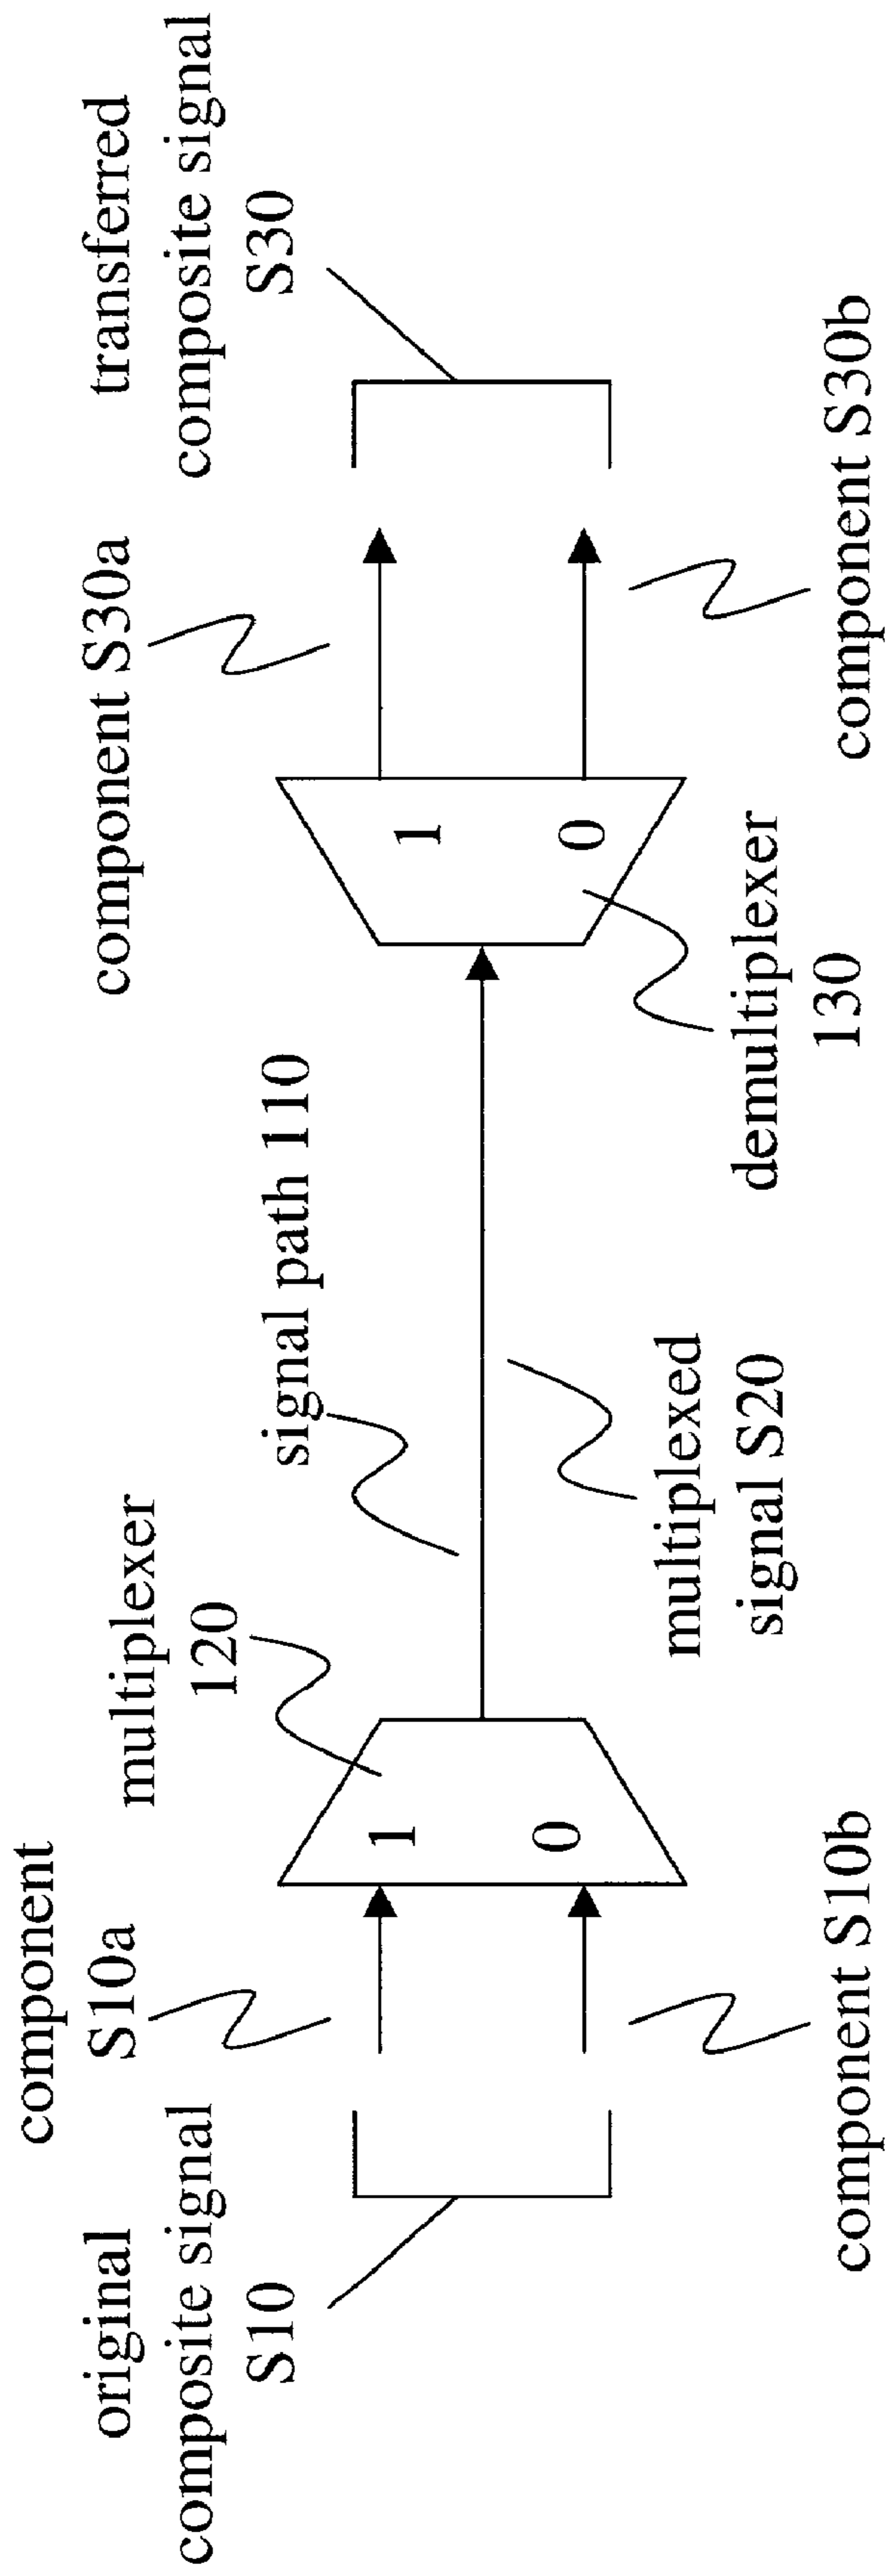 original
composite signal
S10
component
S10a
component S10b
multiplexer
120
1
0
signal path 110
multiplexed
signal S20
demultiplexer
130
1
0
component S30a
component S30b
transferred
composite signal
S30